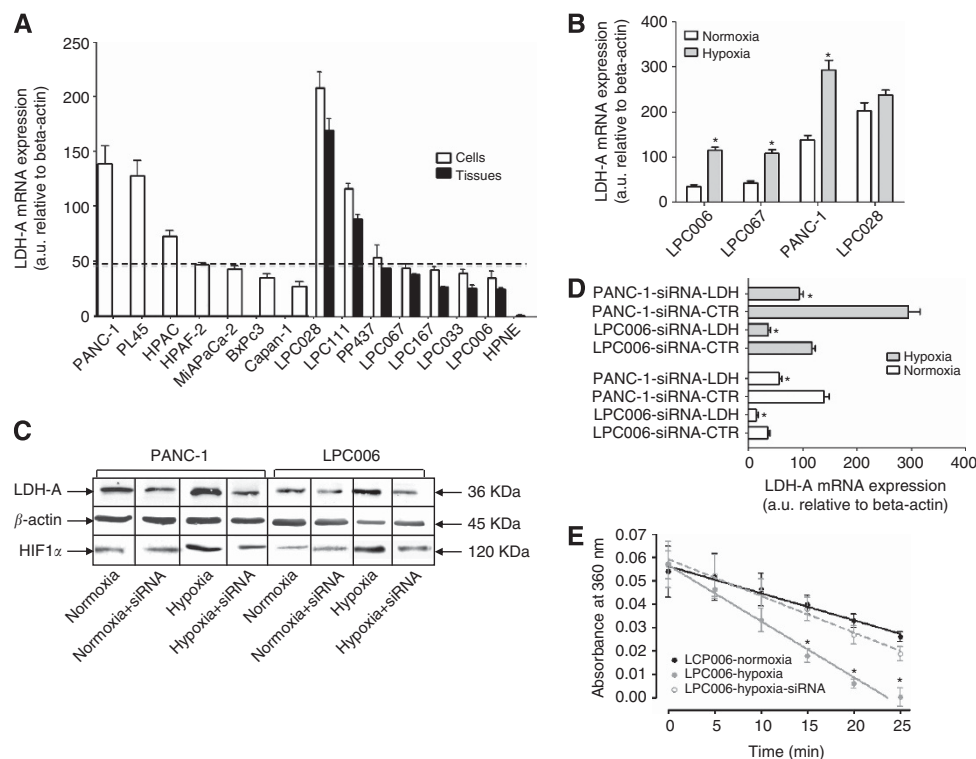 A
LDH-A mRNA expression
(a.u. relative to beta-actin)
250
200
150
100
50
0
Cells
Tissues
PANC-1
PL45
HPAC
HPAF-2
MiAPaCa-2
BxPc3
Capan-1
LPC028
LPC111
PP437
LPC067
LPC167
LPC033
LPC006
HPNE
B
Normoxia
Hypoxia
LDH-A mRNA expression
(a.u. relative to beta-actin)
400
300
200
100
0
*
*
*
LPC006
LPC067
PANC-1
LPC028
C
PANC-1
LPC006
LDH-A
36 KDa
β-actin
45 KDa
HIF1α
120 KDa
Normoxia
Normoxia+siRNA
Hypoxia
Hypoxia+siRNA
Normoxia
Normoxia+siRNA
Hypoxia
Hypoxia+siRNA
D
PANC-1-siRNA-LDH
*
PANC-1-siRNA-CTR
LPC006-siRNA-LDH
*
LPC006-siRNA-CTR
Hypoxia
Normoxia
PANC-1-siRNA-LDH
*
PANC-1-siRNA-CTR
LPC006-siRNA-LDH
*
LPC006-siRNA-CTR
0
100
200
300
400
LDH-A mRNA expression
(a.u. relative to beta-actin)
E
Absorbance at 360 nm
0.06
0.05
0.04
0.03
0.02
0.01
0.00
*
*
*
LCP006-normoxia
LPC006-hypoxia
LPC006-hypoxia-siRNA
0
5
10
15
20
25
Time (min)